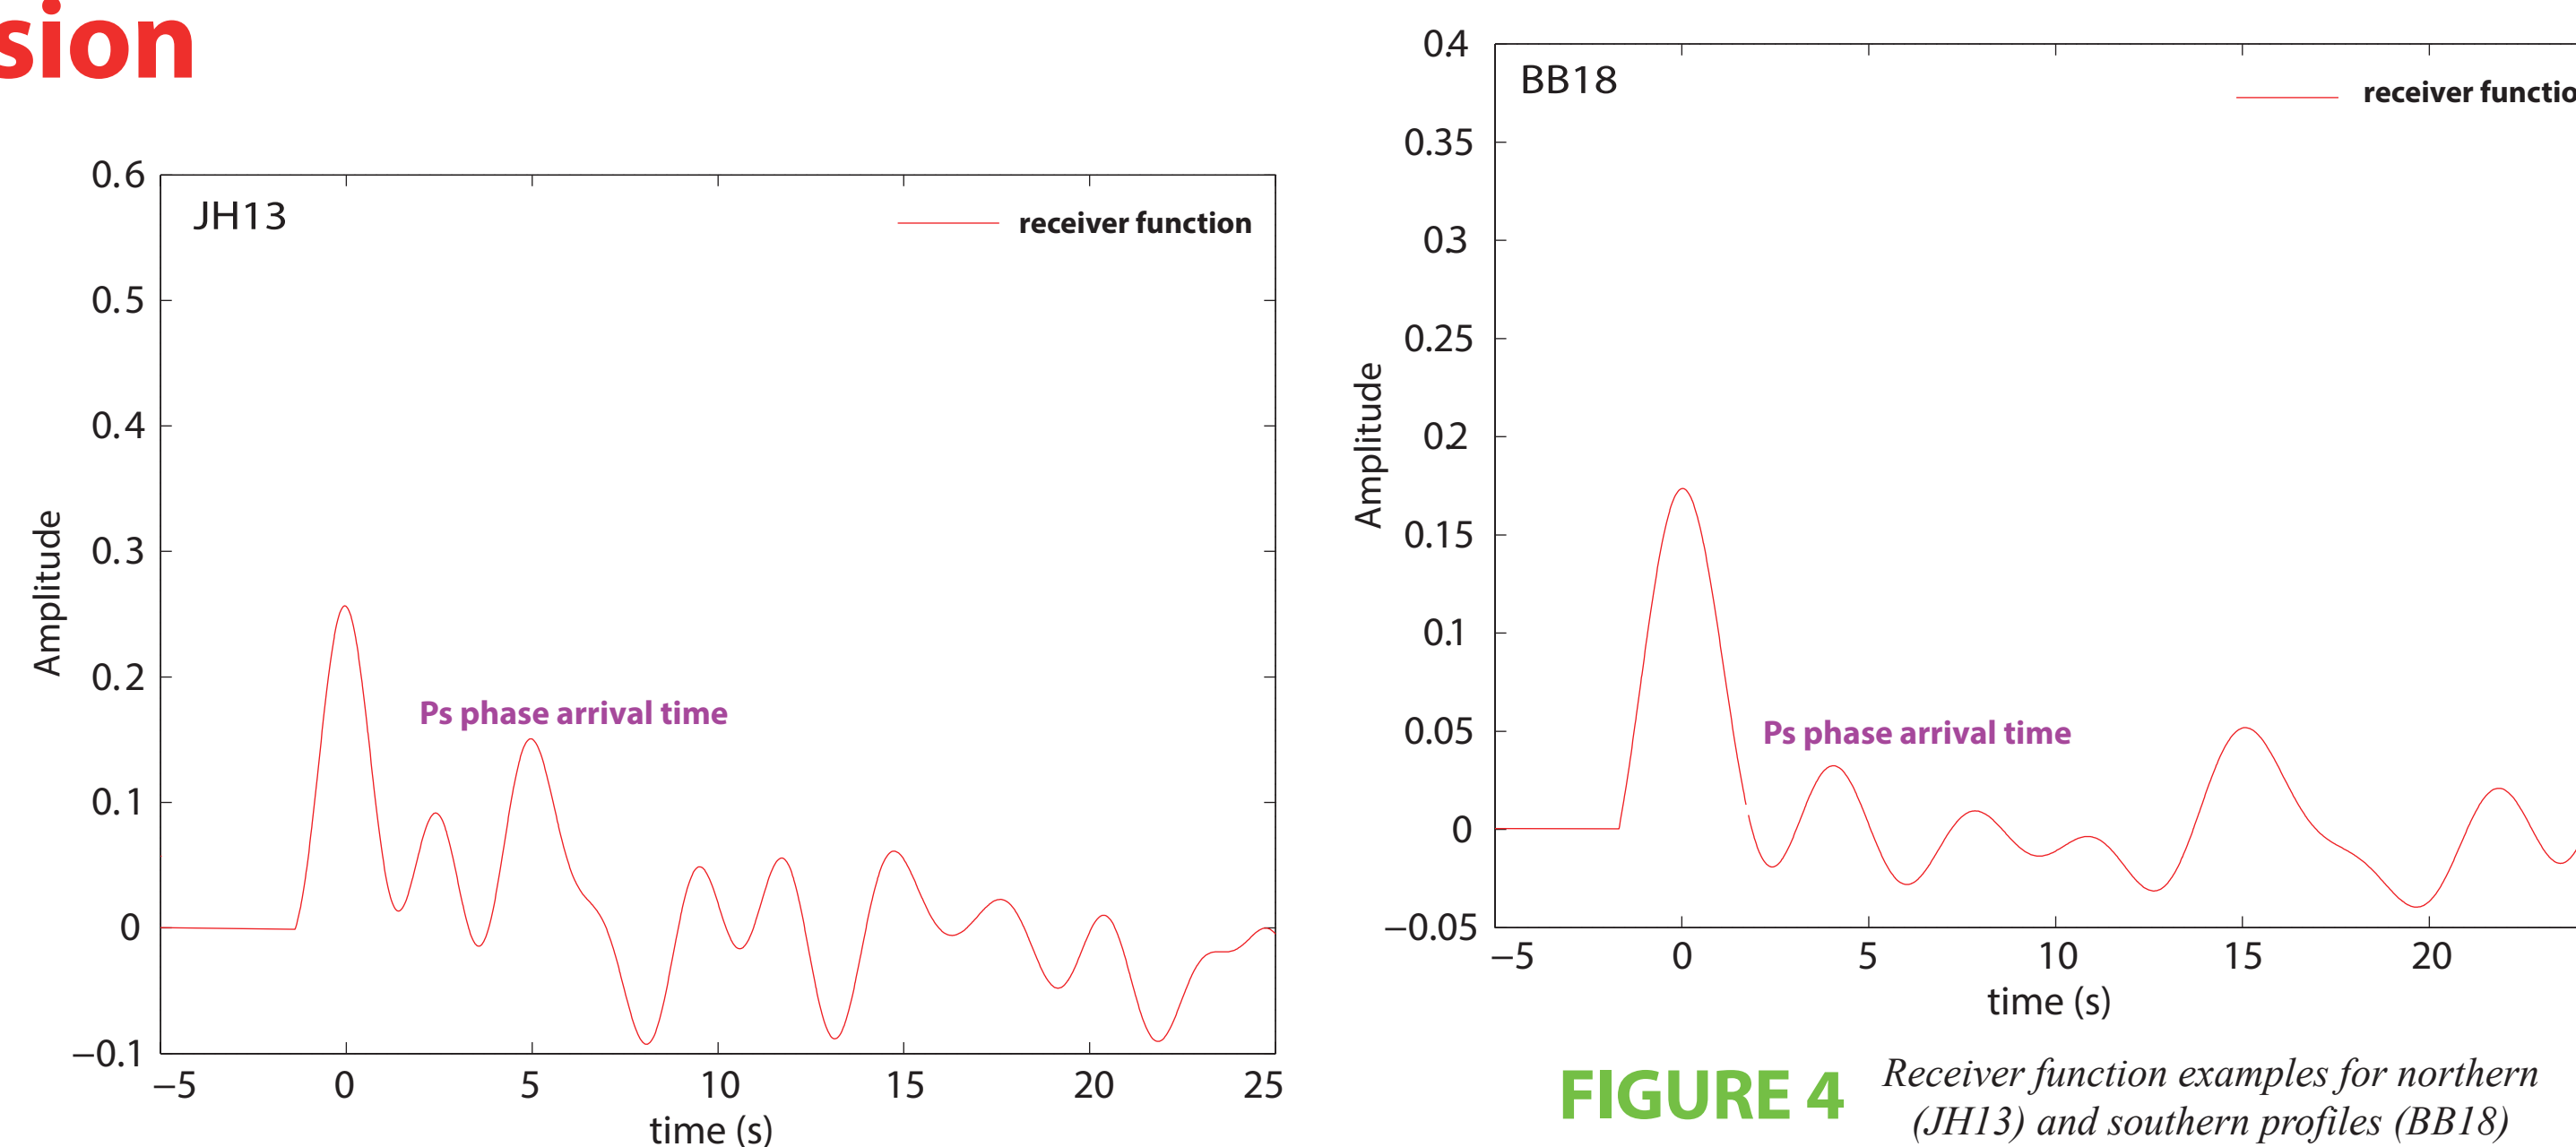 sion
JH13
receiver function
0.6
0.5
0.4
0.3
0.2
0.1
0
−0.1
Amplitude
Ps phase arrival time
−5 0 5 10 15 20 25
time (s)
BB18
receiver functio
0.4
0.35
0.3
0.25
0.2
0.15
0.1
0.05
0
−0.05
Amplitude
Ps phase arrival time
−5 0 5 10 15 20
time (s)
FIGURE 4 Receiver function examples for northern
(JH13) and southern profiles (BB18)